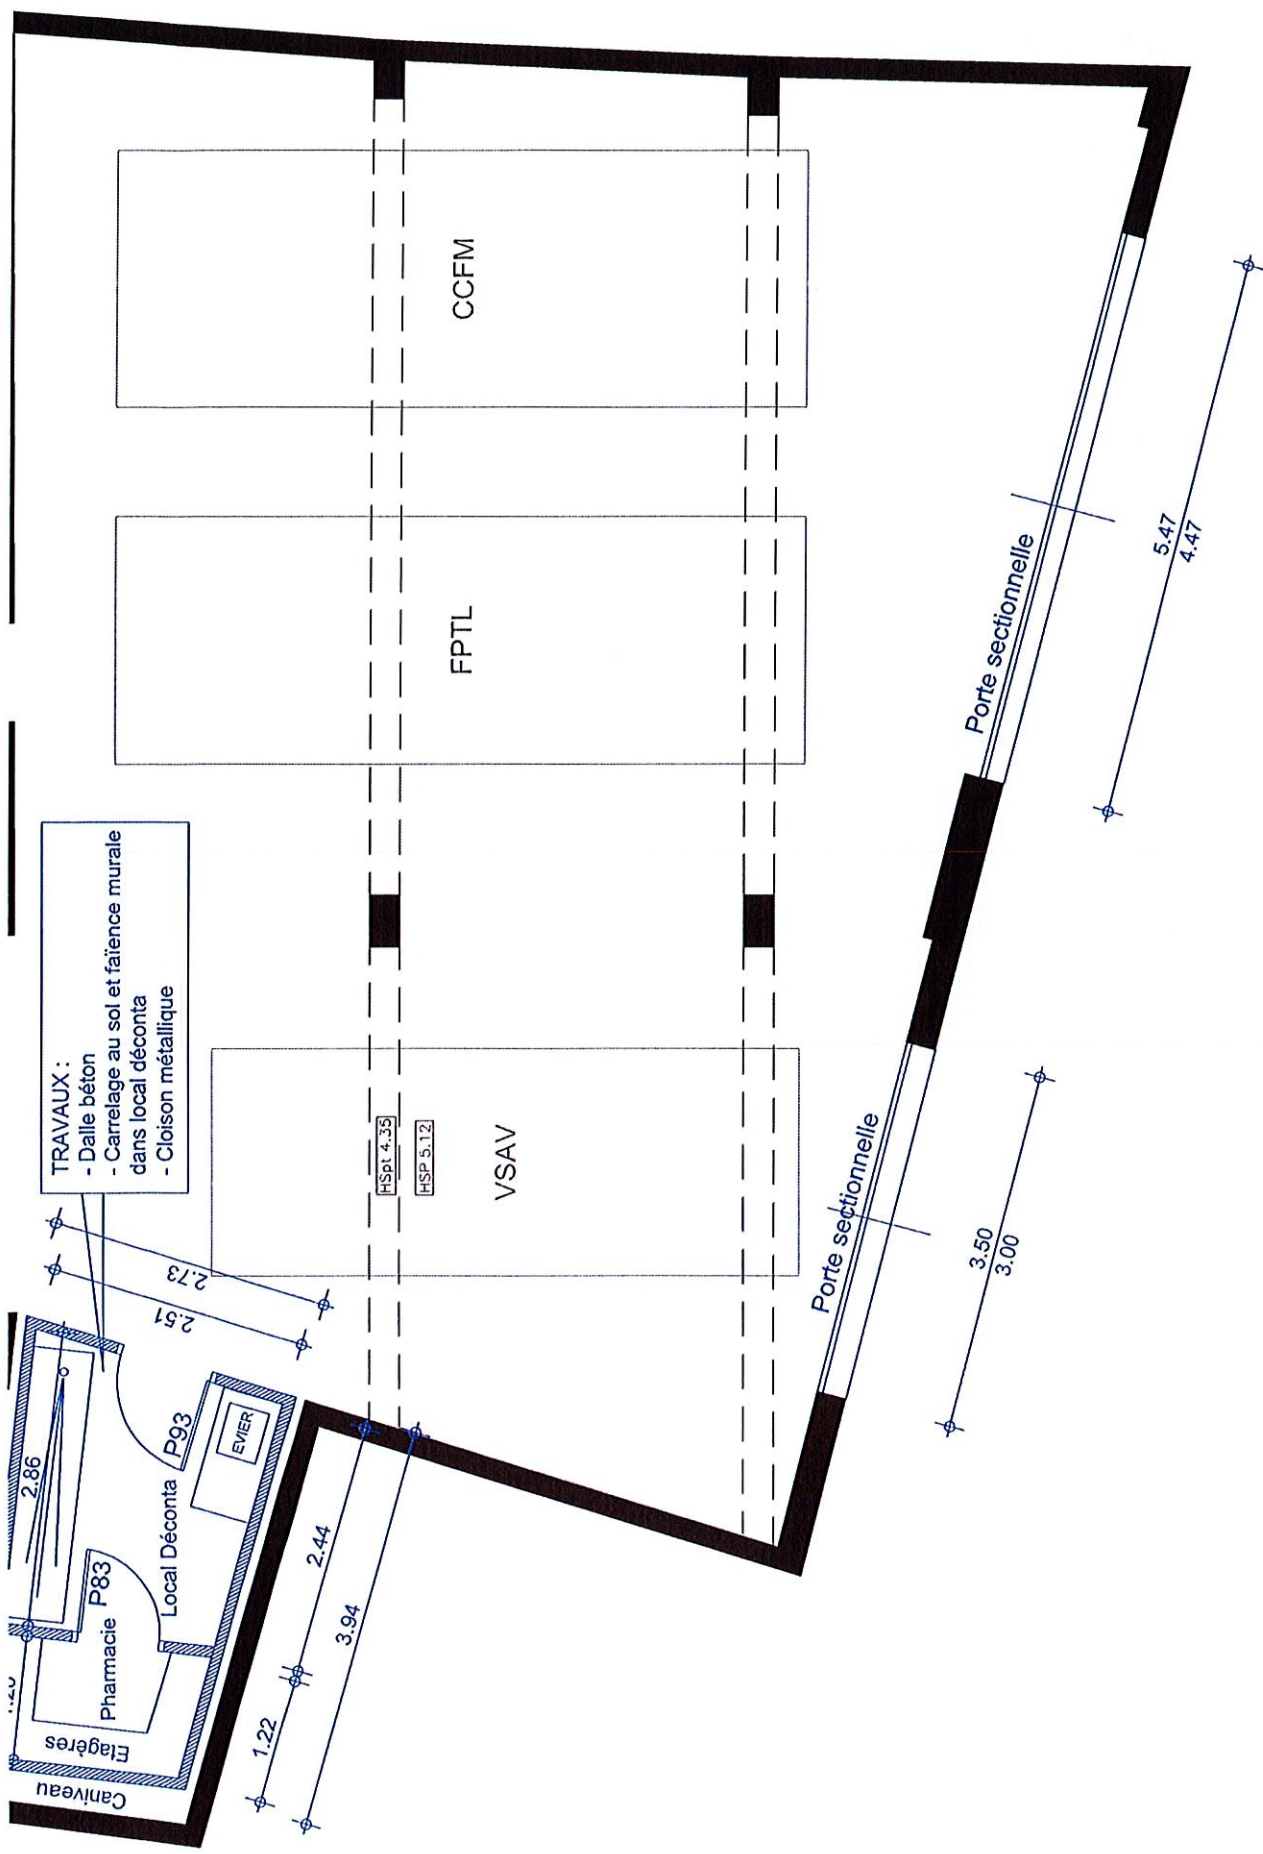 TRAVAUX :
- Dalle béton
- Carrelage au sol et faïence murale
dans local déconta
- Cloison métallique
CCFM
FPTL
VSAV
HSpt 4.35
HSP 5.12
Porte sectionnelle
5.47
4.47
Porte sectionnelle
3.50
3.00
2.73
2.51
2.86
P93
EVIER
Local Déconta
P83
Pharmacie
Etagères
Caniveau
2.44
1.22
3.94